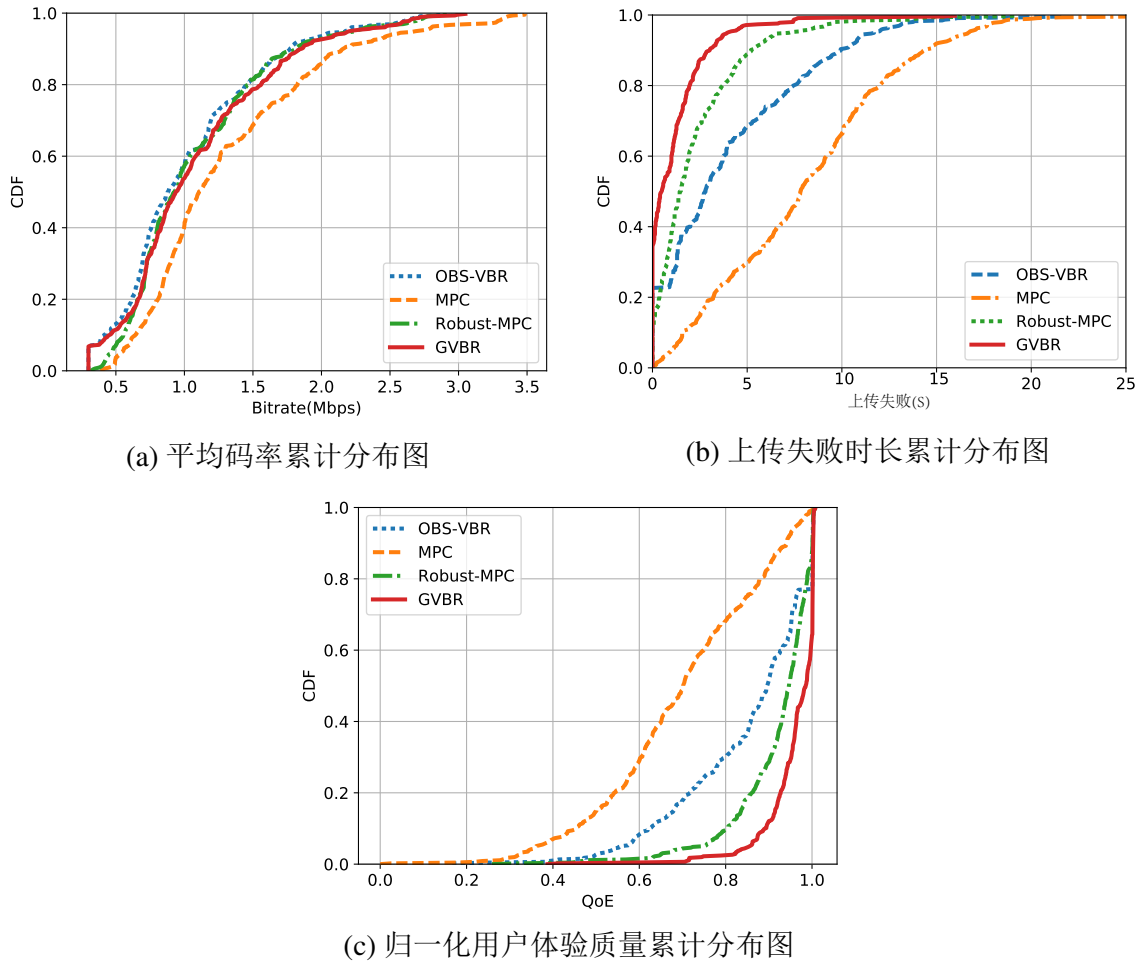 1.0
0.8
0.6
0.4
0.2
0.0
CDF
0.5 1.0 1.5 2.0 2.5 3.0 3.5
Bitrate(Mbps)
OBS-VBR
MPC
Robust-MPC
GVBR
(a) 平均码率累计分布图
1.0
0.8
0.6
0.4
0.2
0.0
CDF
0 5 10 15 20 25
上传失败(S)
OBS-VBR
MPC
Robust-MPC
GVBR
(b) 上传失败时长累计分布图
1.0
0.8
0.6
0.4
0.2
0.0
CDF
OBS-VBR
MPC
Robust-MPC
GVBR
0.0 0.2 0.4 0.6 0.8 1.0
QoE
(c) 归一化用户体验质量累计分布图